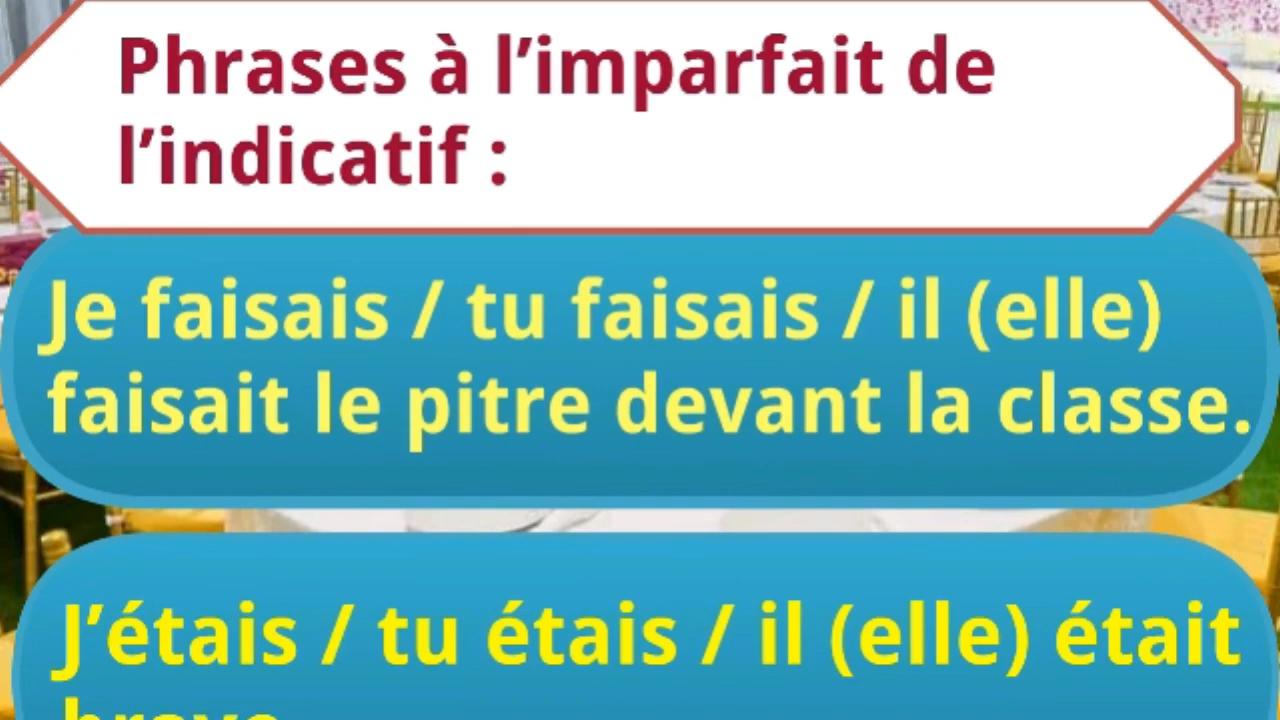 Phrases à l’imparfait de
l’indicatif :
Je faisais / tu faisais / il (elle)
faisait le pitre devant la classe.
J’étais / tu étais / il (elle) était